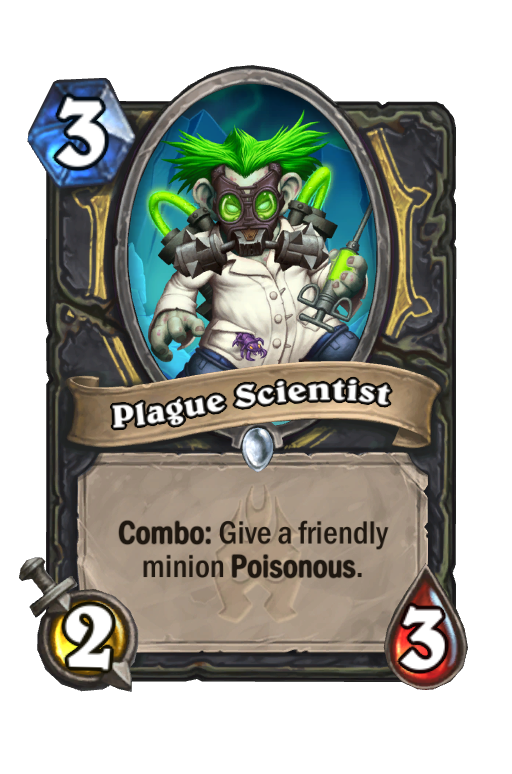 3
Plague Scientist
Combo: Give a friendly
minion Poisonous.
2
3